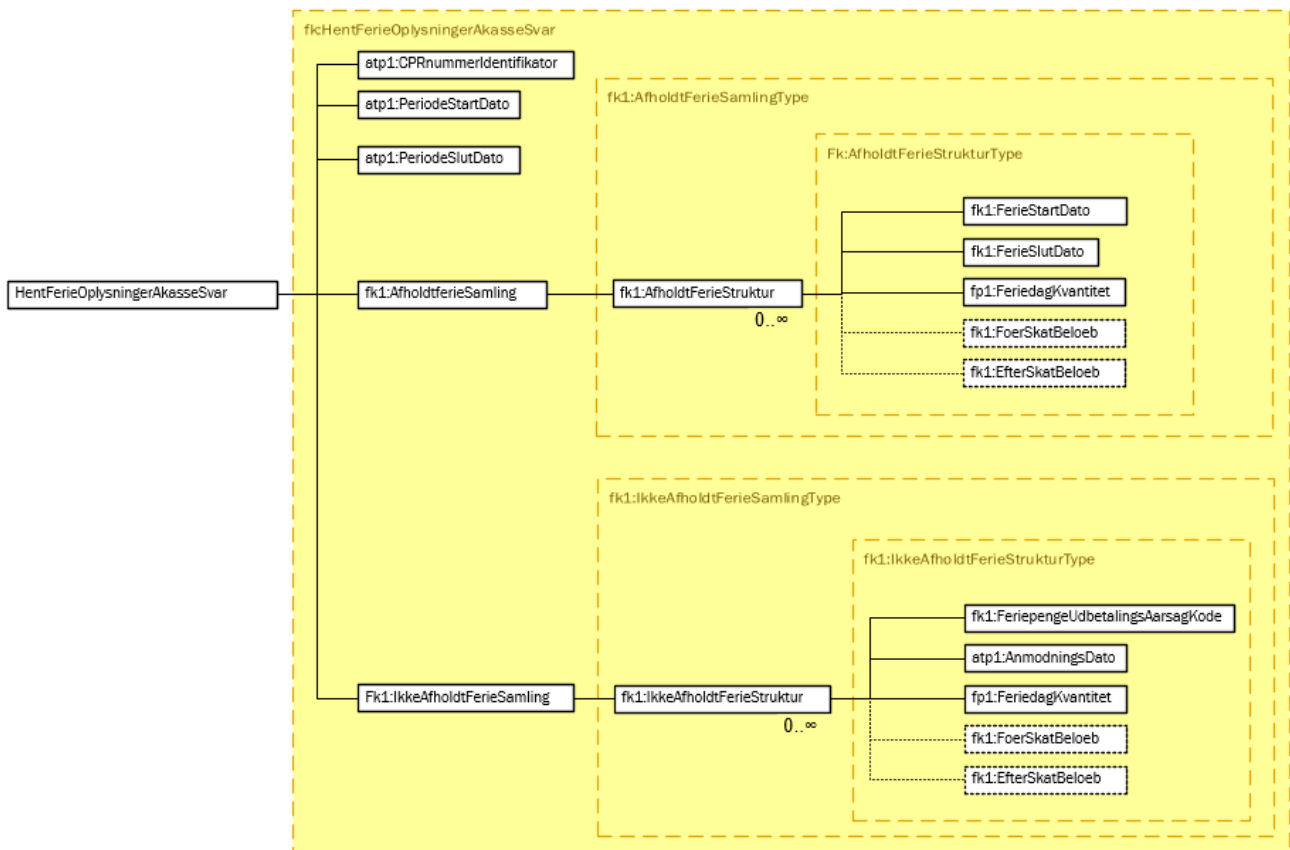 fk:HentFerieOplysningerAkasseSvar
atp1:CPRnummerIdentifikator
atp1:PeriodeStartDato
atp1:PeriodeSlutDato
fk1:AfholdtFerieSamlingType
Fk:AfholdtFerieStrukturType
fk1:FerieStartDato
fk1:FerieSlutDato
HentFerieOplysningerAkasseSvar
fk1:AfholdtferieSamling
fk1:AfholdtFerieStruktur
0..∞
fp1:FeriedagKvantitet
fk1:FoerSkatBeloeb
fk1:EfterSkatBeloeb
fk1:IkkeAfholdtFerieSamlingType
fk1:IkkeAfholdtFerieStrukturType
fk1:FeriepengeUdbetalingsAarsagKode
atp1:AnmodningsDato
Fk1:IkkeAfholdtFerieSamling
fk1:IkkeAfholdtFerieStruktur
0..∞
fp1:FeriedagKvantitet
fk1:FoerSkatBeloeb
fk1:EfterSkatBeloeb